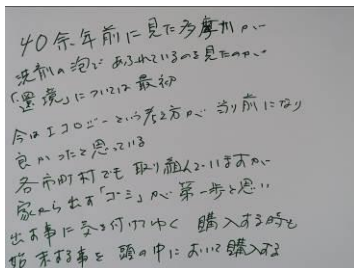 40余年前に見た多摩川が
洗剤の泡であふれているのを見たのが
「環境」については最初
今はエコロジーという考え方が当り前になり
良かったと思っている
各市町村でも取り組んでいますが
家から出す「ゴミ」が第一歩と思い
出す事に気を付けてゆく 購入する時も
始末する事を頭の中において購入する